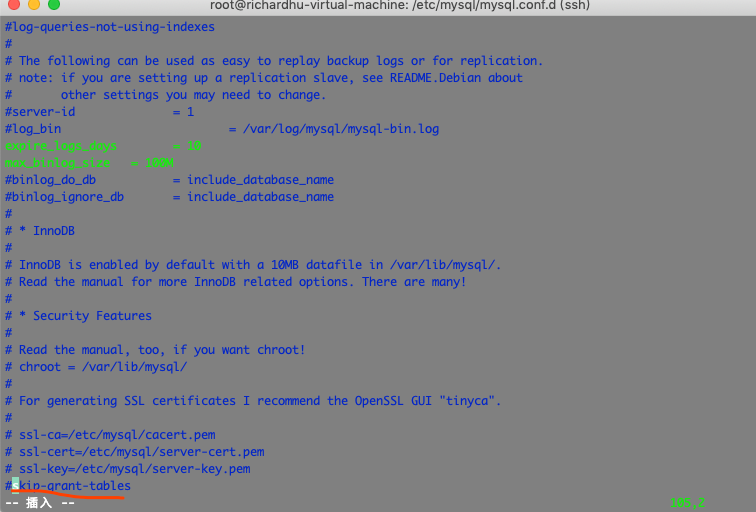 root@richardhu-virtual-machine: /etc/mysql/mysql.conf.d (ssh)
#log-queries-not-using-indexes
#
# The following can be used as easy to replay backup logs or for replication.
# note: if you are setting up a replication slave, see README.Debian about
#       other settings you may need to change.
#server-id              = 1
#log_bin                        = /var/log/mysql/mysql-bin.log
expire_logs_days        = 10
max_binlog_size   = 100M
#binlog_do_db           = include_database_name
#binlog_ignore_db       = include_database_name
#
# * InnoDB
#
# InnoDB is enabled by default with a 10MB datafile in /var/lib/mysql/.
# Read the manual for more InnoDB related options. There are many!
#
# * Security Features
#
# Read the manual, too, if you want chroot!
# chroot = /var/lib/mysql/
#
# For generating SSL certificates I recommend the OpenSSL GUI "tinyca".
#
# ssl-ca=/etc/mysql/cacert.pem
# ssl-cert=/etc/mysql/server-cert.pem
# ssl-key=/etc/mysql/server-key.pem
#skip-grant-tables
-- 插入 --                                                    105,2